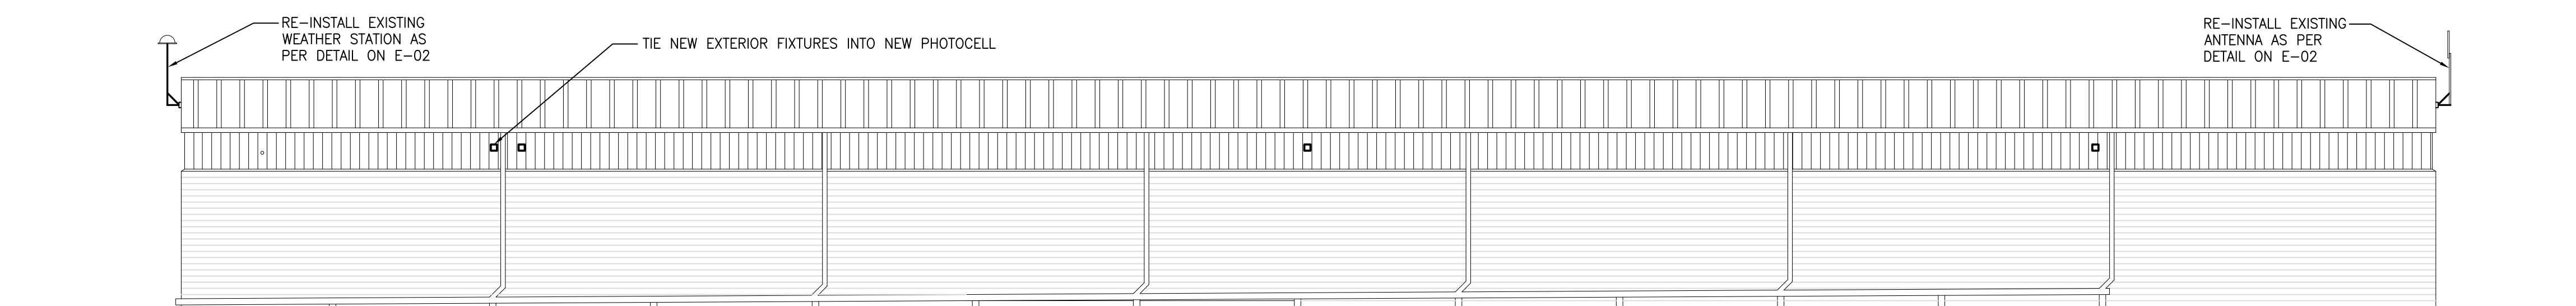 RE-INSTALL EXISTING
WEATHER STATION AS
PER DETAIL ON E-02
TIE NEW EXTERIOR FIXTURES INTO NEW PHOTOCELL
RE-INSTALL EXISTING
ANTENNA AS PER
DETAIL ON E-02